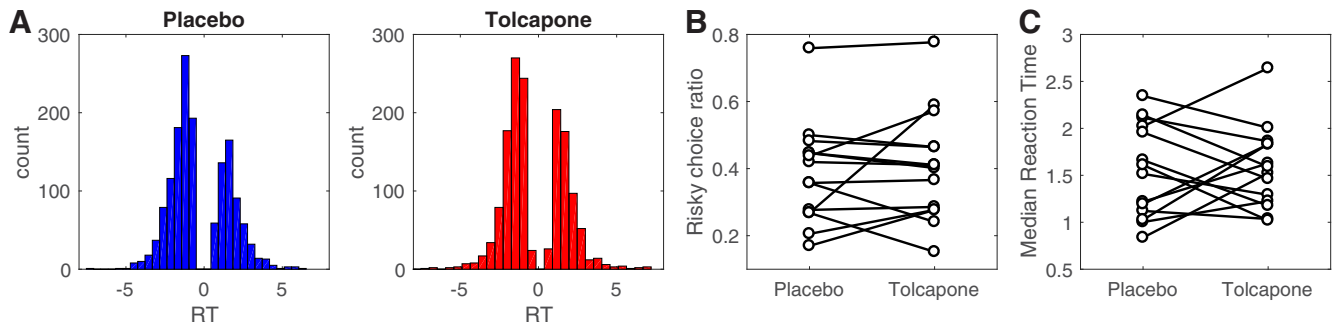 A
Placebo
300
200
100
0
count
-5
0
5
RT
Tolcapone
300
200
100
0
count
-5
0
5
RT
B
0.8
0.6
0.4
0.2
Risky choice ratio
Placebo
Tolcapone
C
3
2.5
2
1.5
1
0.5
Median Reaction Time
Placebo
Tolcapone